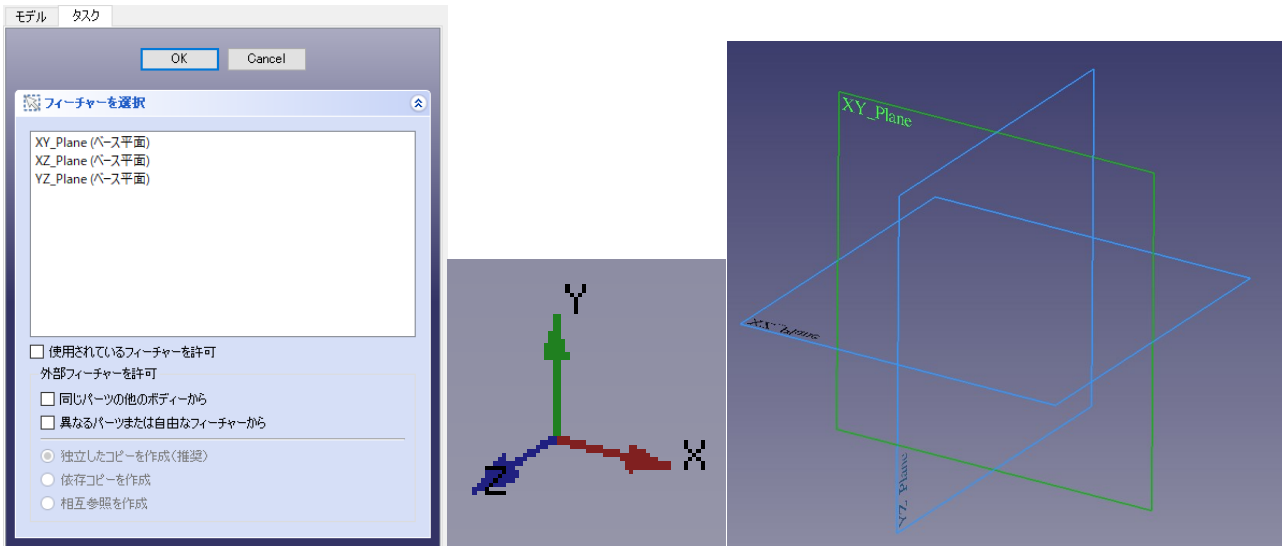 モデル
タスク
OK
Cancel
フィーチャーを選択
XY_Plane (ベース平面)
XZ_Plane (ベース平面)
YZ_Plane (ベース平面)
使用されているフィーチャーを許可
外部フィーチャーを許可
同じパーツの他のボディーから
異なるパーツまたは自由なフィーチャーから
独立したコピーを作成(推奨)
依存コピーを作成
相互参照を作成
Y
X
Z
XY_Plane
XZ_Plane
YZ_Plane